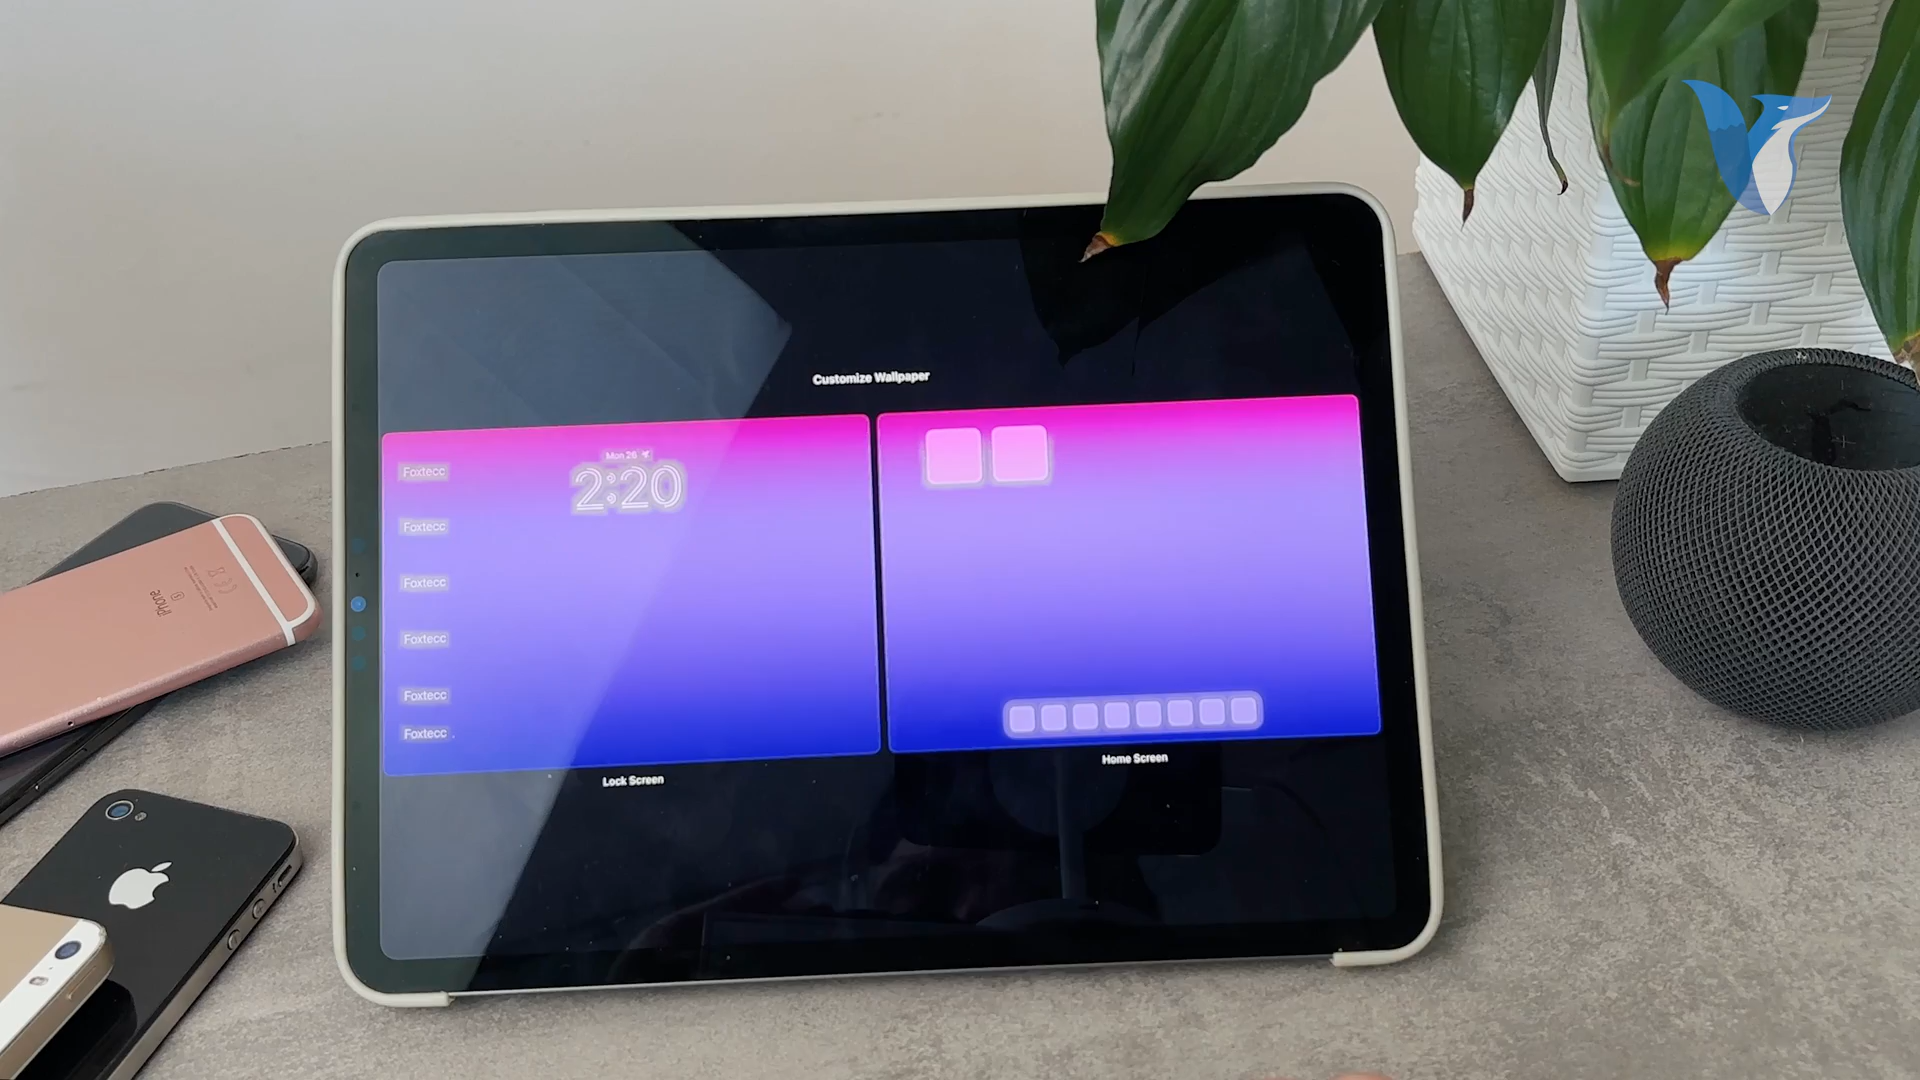 Customize Wallpaper
Mon 26
2:20
Foxtecc
Foxtecc
Foxtecc
Foxtecc
Foxtecc
Foxtecc
Lock Screen
Home Screen
iPhone